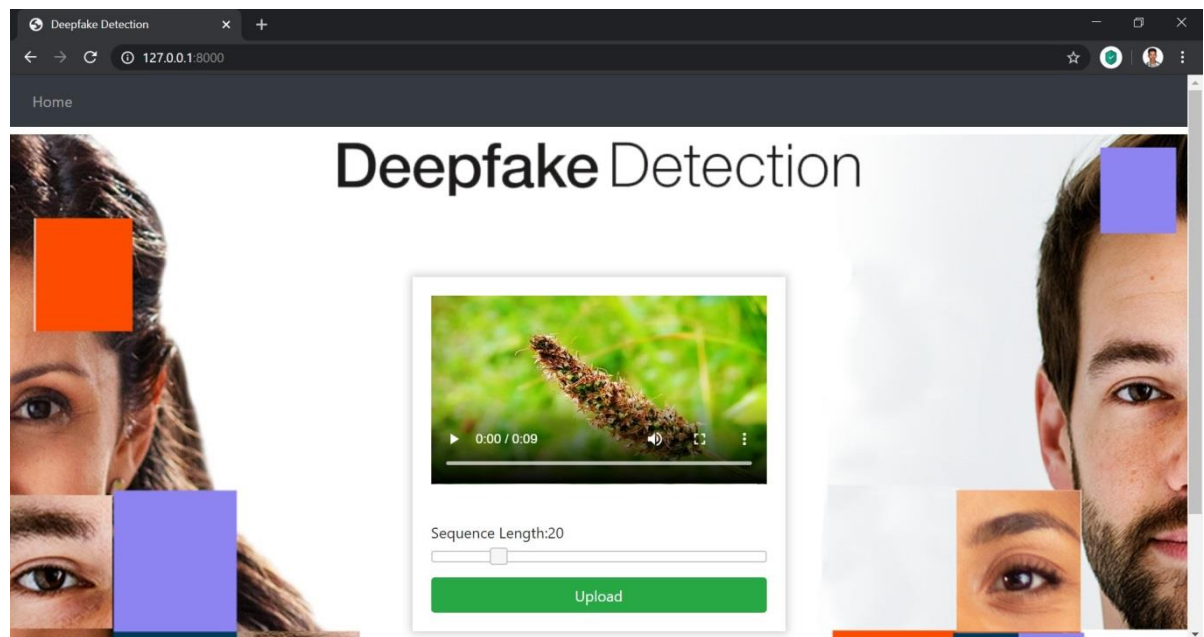 Deepfake Detection
127.0.0.1:8000
Home
Deepfake Detection
0:00 / 0:09
Sequence Length:20
Upload